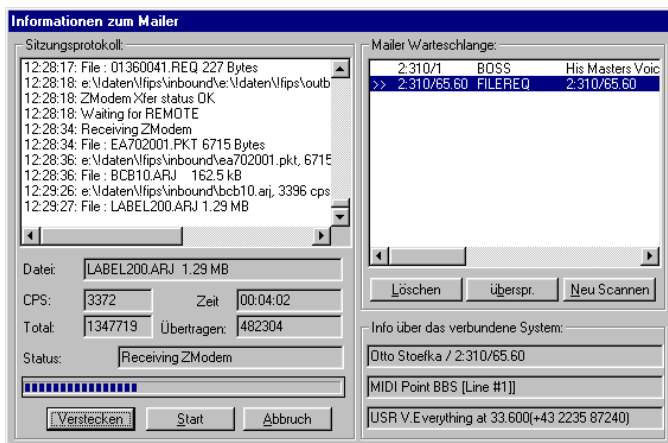 Informationen zum Mailer
Sitzungsprotokoll:
12:28:17: File : 01360041.REQ 227 Bytes
12:28:18: e:\!daten\!fips\inbound\e:\!daten\!fips\outb
12:28:18: ZModem Xfer status OK
12:28:18: Waiting for REMOTE
12:28:34: Receiving ZModem
12:28:34: File : EA702001.PKT 6715 Bytes
12:28:36: e:\!daten\!fips\inbound\ea702001.pkt, 6715
12:28:36: File : BCB10.ARJ 162.5 kB
12:29:26: e:\!daten\!fips\inbound\bcb10.arj, 3396 cps
12:29:27: File : LABEL200.ARJ 1.29 MB
Datei: LABEL200.ARJ 1.29 MB
CPS: 3372 Zeit 00:04:02
Total: 1347719 Übertragen: 482304
Status: Receiving ZModem
Verstecken Start Abbruch
Mailer Warteschlange:
2:310/1 BOSS His Masters Voic
>> 2:310/65.60 FILEREQ 2:310/65.60
Löschen überspr. Neu Scannen
Info über das verbundene System:
Otto Stoefka / 2:310/65.60
MIDI Point BBS [Line #1]]
USR V.Everything at 33.600(+43 2235 87240)